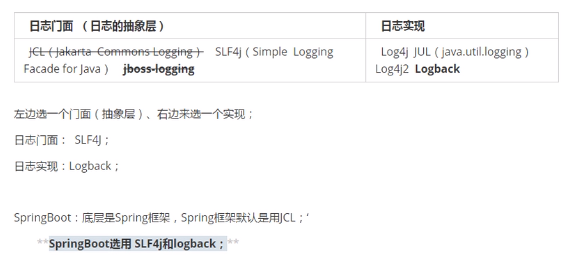 日志门面 （日志的抽象层）
日志实现
JCL（Jakarta Commons Logging） SLF4j（Simple Logging
Facade for Java） jboss-logging
Log4j JUL（java.util.logging）
Log4j2 Logback
左边选一个门面（抽象层）、右边来选一个实现；
日志门面： SLF4J；
日志实现：Logback；
SpringBoot：底层是Spring框架，Spring框架默认是用JCL；‘
**SpringBoot选用 SLF4j和logback；**